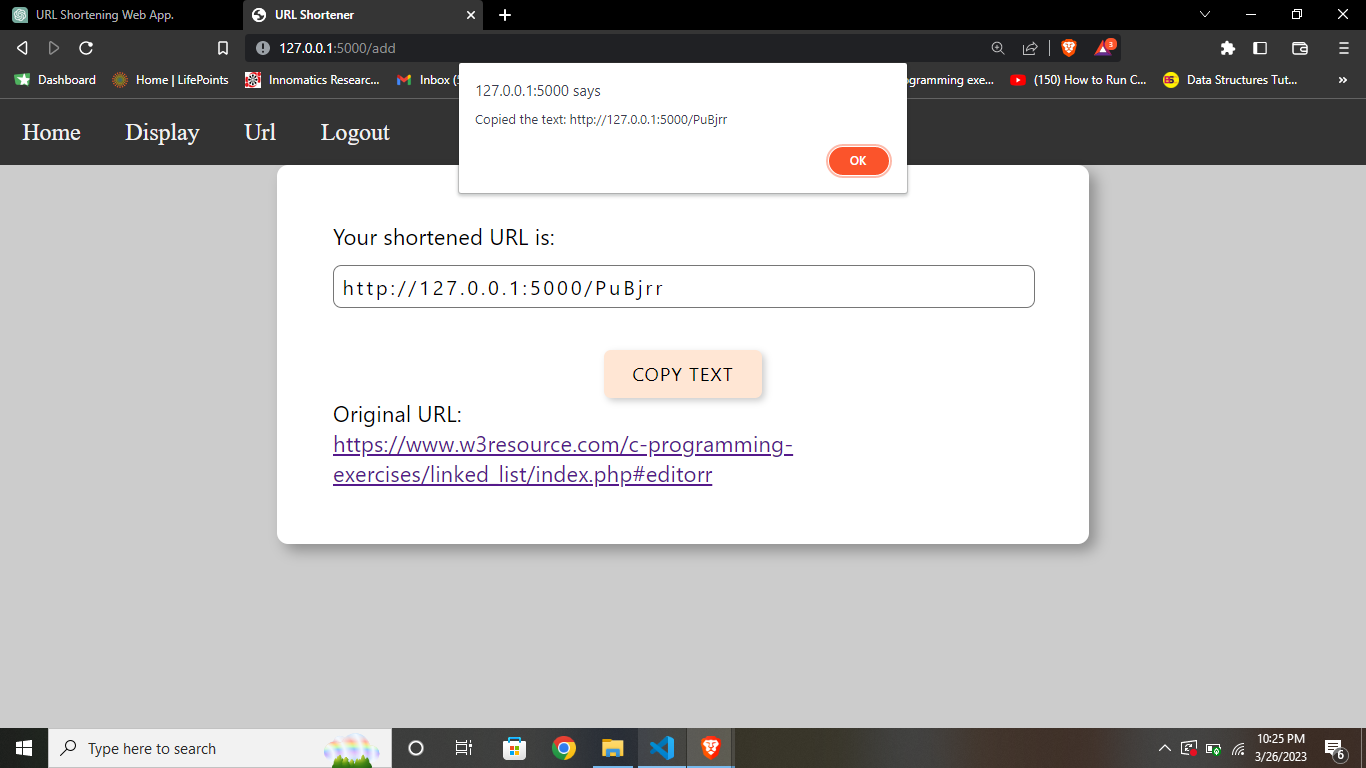 URL Shortening Web App.
URL Shortener
127.0.0.1:5000/add
3
Dashboard
Home | LifePoints
Innomatics Researc...
Inbox (5
ogramming exe...
(150) How to Run C...
Data Structures Tut...
»
127.0.0.1:5000 says
Copied the text: http://127.0.0.1:5000/PuBjrr
OK
Home
Display
Url
Logout
Your shortened URL is:
http://127.0.0.1:5000/PuBjrr
COPY TEXT
Original URL:
https://www.w3resource.com/c-programming-
exercises/linked_list/index.php#editorr
Type here to search
10:25 PM
3/26/2023
6